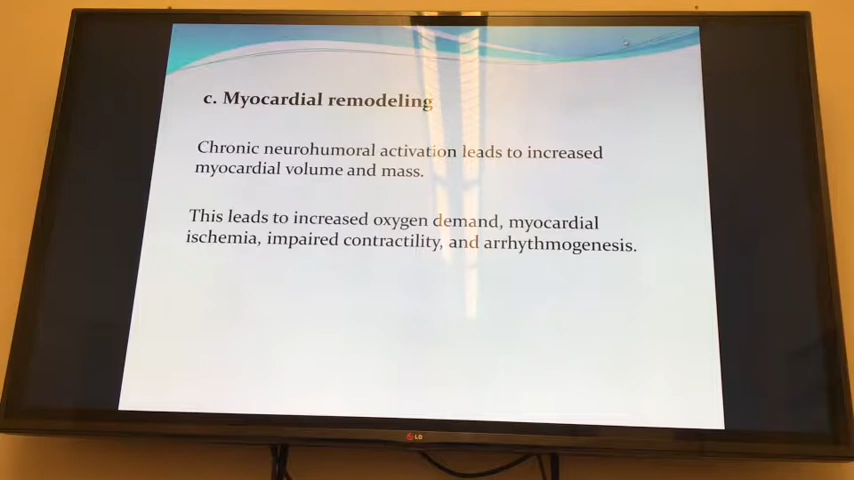 c. Myocardial remodeling
Chronic neurohumoral activation leads to increased
myocardial volume and mass.
This leads to increased oxygen demand, myocardial
ischemia, impaired contractility, and arrhythmogenesis.
LG